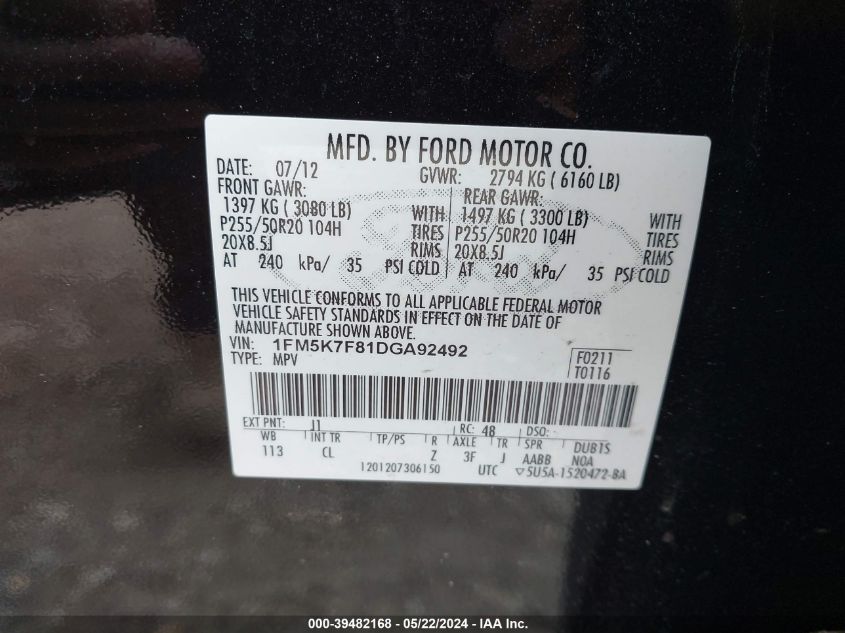 MFD. BY FORD MOTOR CO.
DATE: 07/12 GVWR: 2794 KG ( 6160 LB)
FRONT GAWR: REAR GAWR:
1397 KG ( 3080 LB) WITH 1497 KG ( 3300 LB) WITH
P255/50R20 104H TIRES P255/50R20 104H TIRES
20X8.5J RIMS 20X8.5J RIMS
AT 240 kPa/ 35 PSI COLD AT 240 kPa/ 35 PSI COLD
THIS VEHICLE CONFORMS TO ALL APPLICABLE FEDERAL MOTOR
VEHICLE SAFETY STANDARDS IN EFFECT ON THE DATE OF
MANUFACTURE SHOWN ABOVE.
VIN: 1FM5K7F81DGA92492 F0211
TYPE: MPV T0116
EXT PNT: J1 RC: 48 DSO:
WB INT TR TP/PS R AXLE TR SPR DUBTS
113 CL Z 3F J AABB NOA
1201207306150 UTC ▽5U5A-1520472-BA
000-39482168 - 05/22/2024 - IAA Inc.